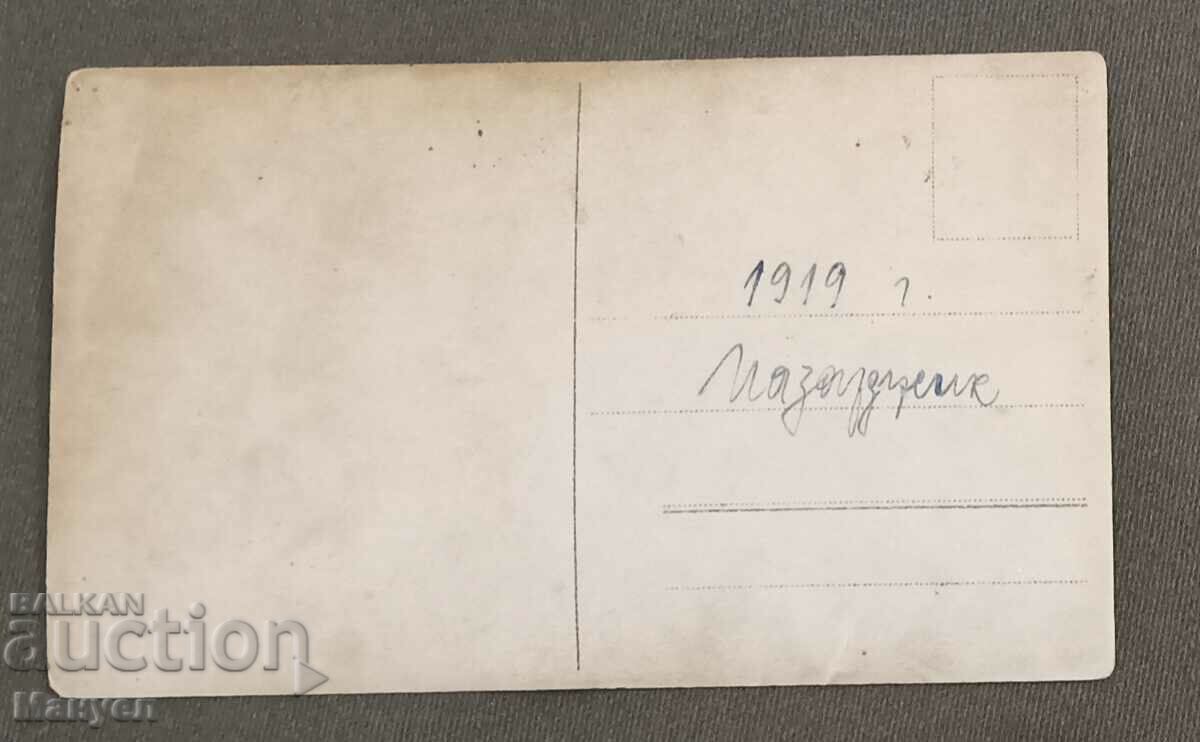 1919 г.
Пазарджик
BALKAN
auction
Мануел